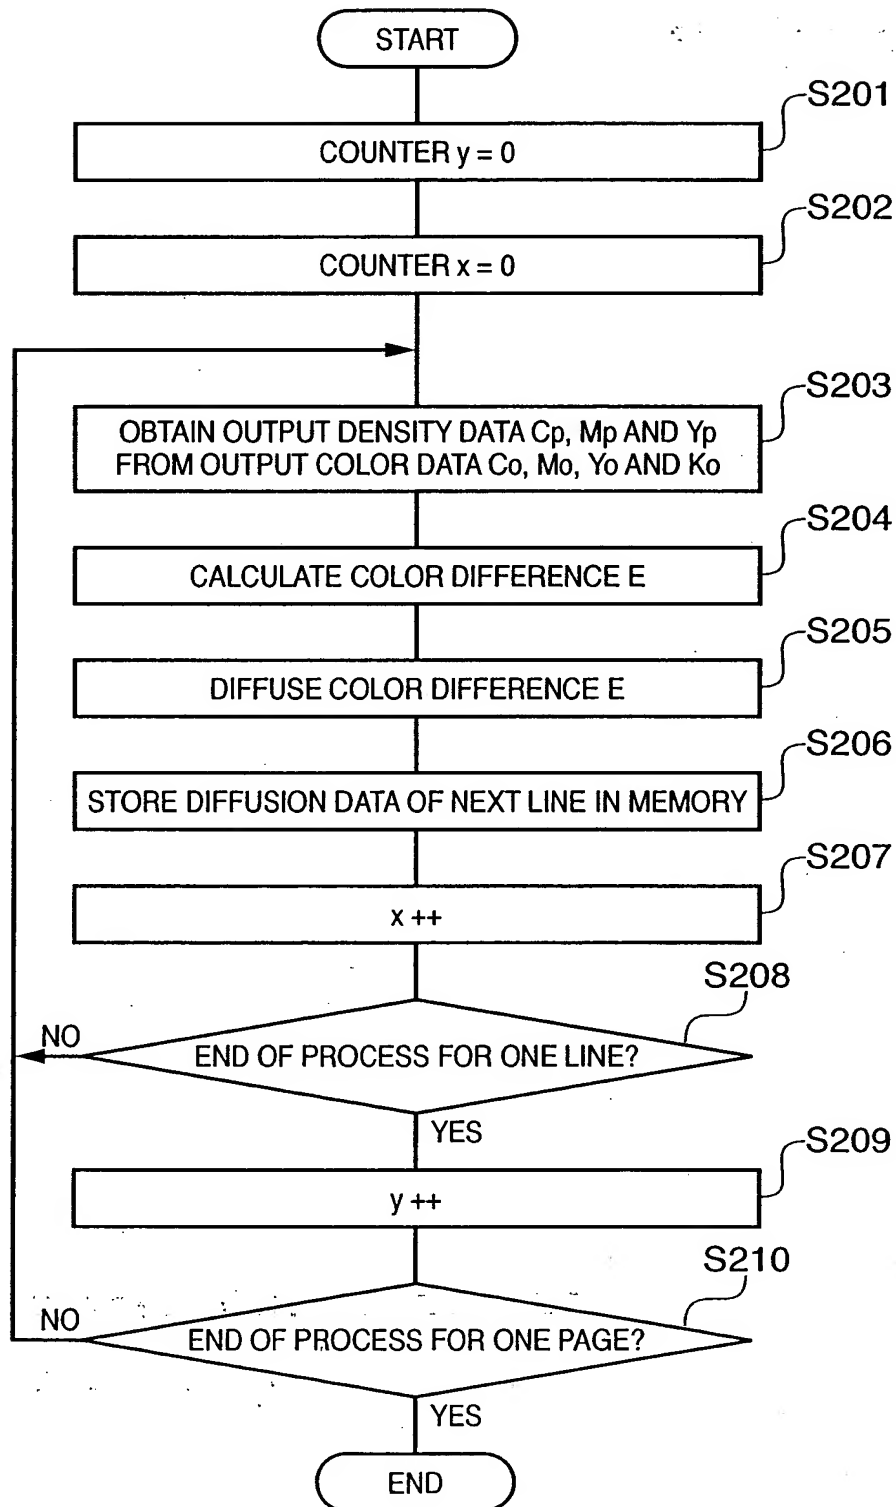 START
S201
COUNTER y = 0
S202
COUNTER x = 0
S203
OBTAIN OUTPUT DENSITY DATA Cp, Mp AND Yp
FROM OUTPUT COLOR DATA Co, Mo, Yo AND Ko
S204
CALCULATE COLOR DIFFERENCE E
S205
DIFFUSE COLOR DIFFERENCE E
S206
STORE DIFFUSION DATA OF NEXT LINE IN MEMORY
S207
x ++
S208
NO
END OF PROCESS FOR ONE LINE?
YES
S209
y ++
S210
NO
END OF PROCESS FOR ONE PAGE?
YES
END